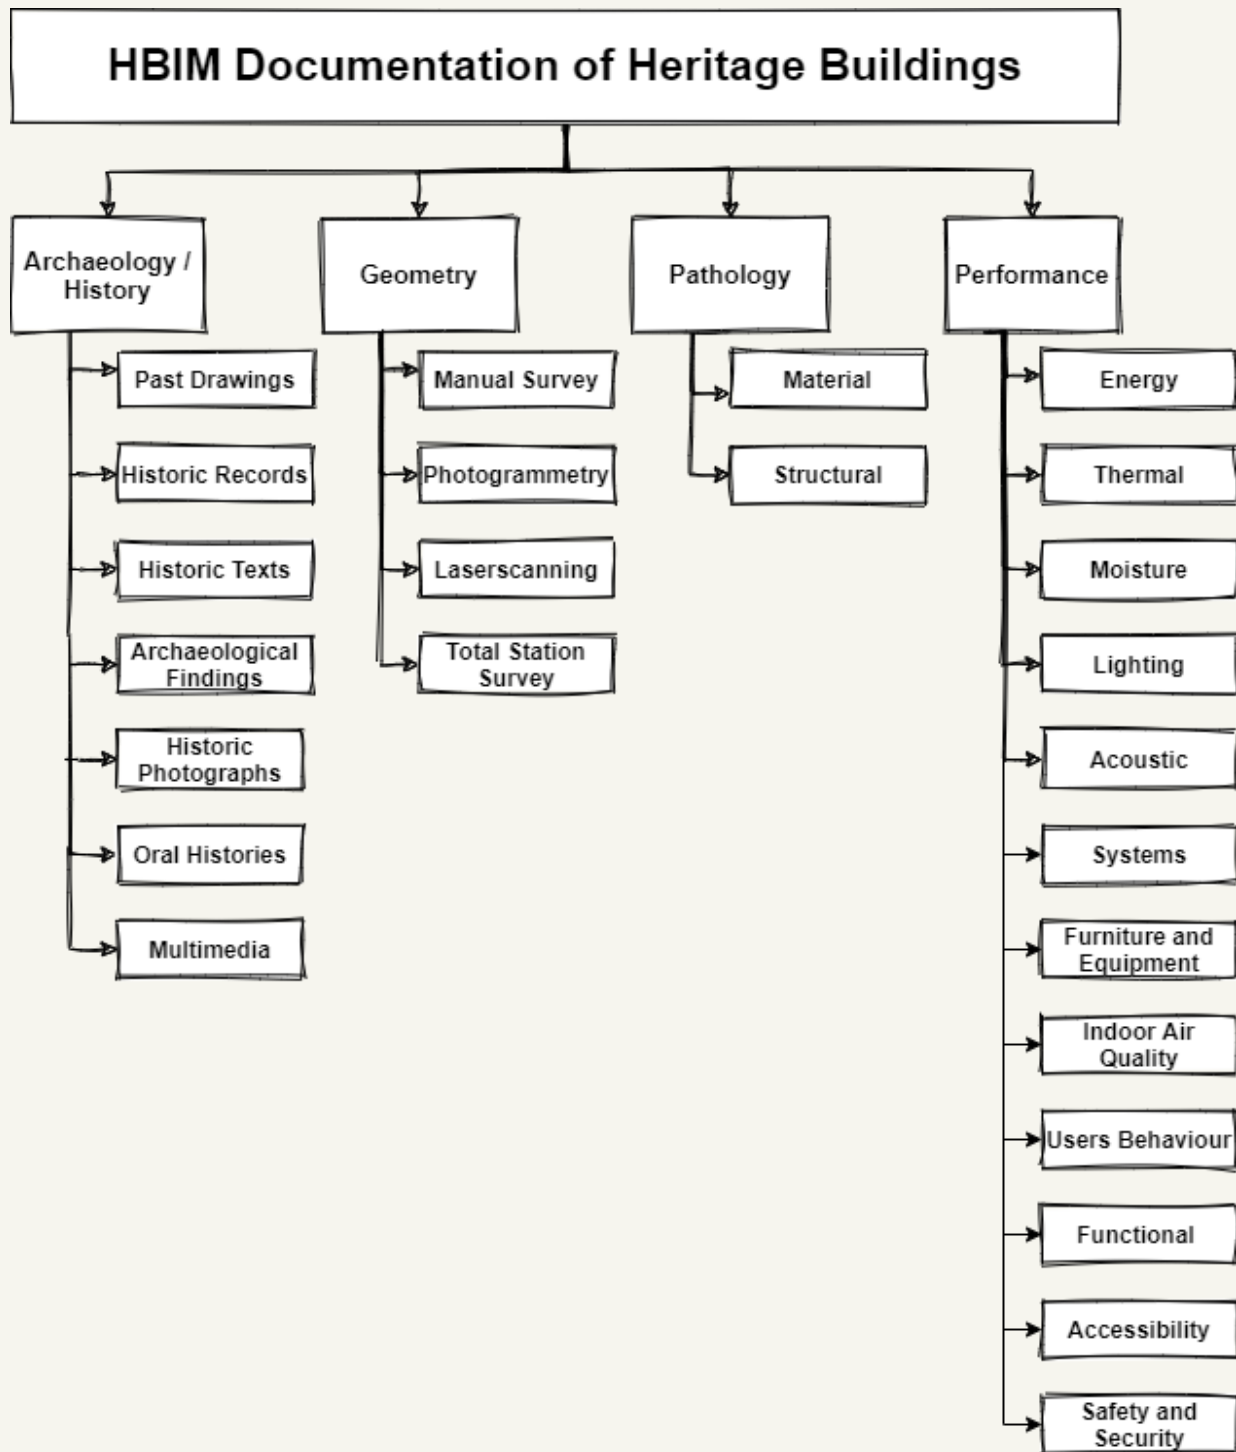 HBIM Documentation of Heritage Buildings
Archaeology /
History
Geometry
Pathology
Performance
Past Drawings
Historic Records
Historic Texts
Archaeological
Findings
Historic
Photographs
Oral Histories
Multimedia
Manual Survey
Photogrammetry
Laserscanning
Total Station
Survey
Material
Structural
Energy
Thermal
Moisture
Lighting
Acoustic
Systems
Furniture and
Equipment
Indoor Air
Quality
Users Behaviour
Functional
Accessibility
Safety and
Security